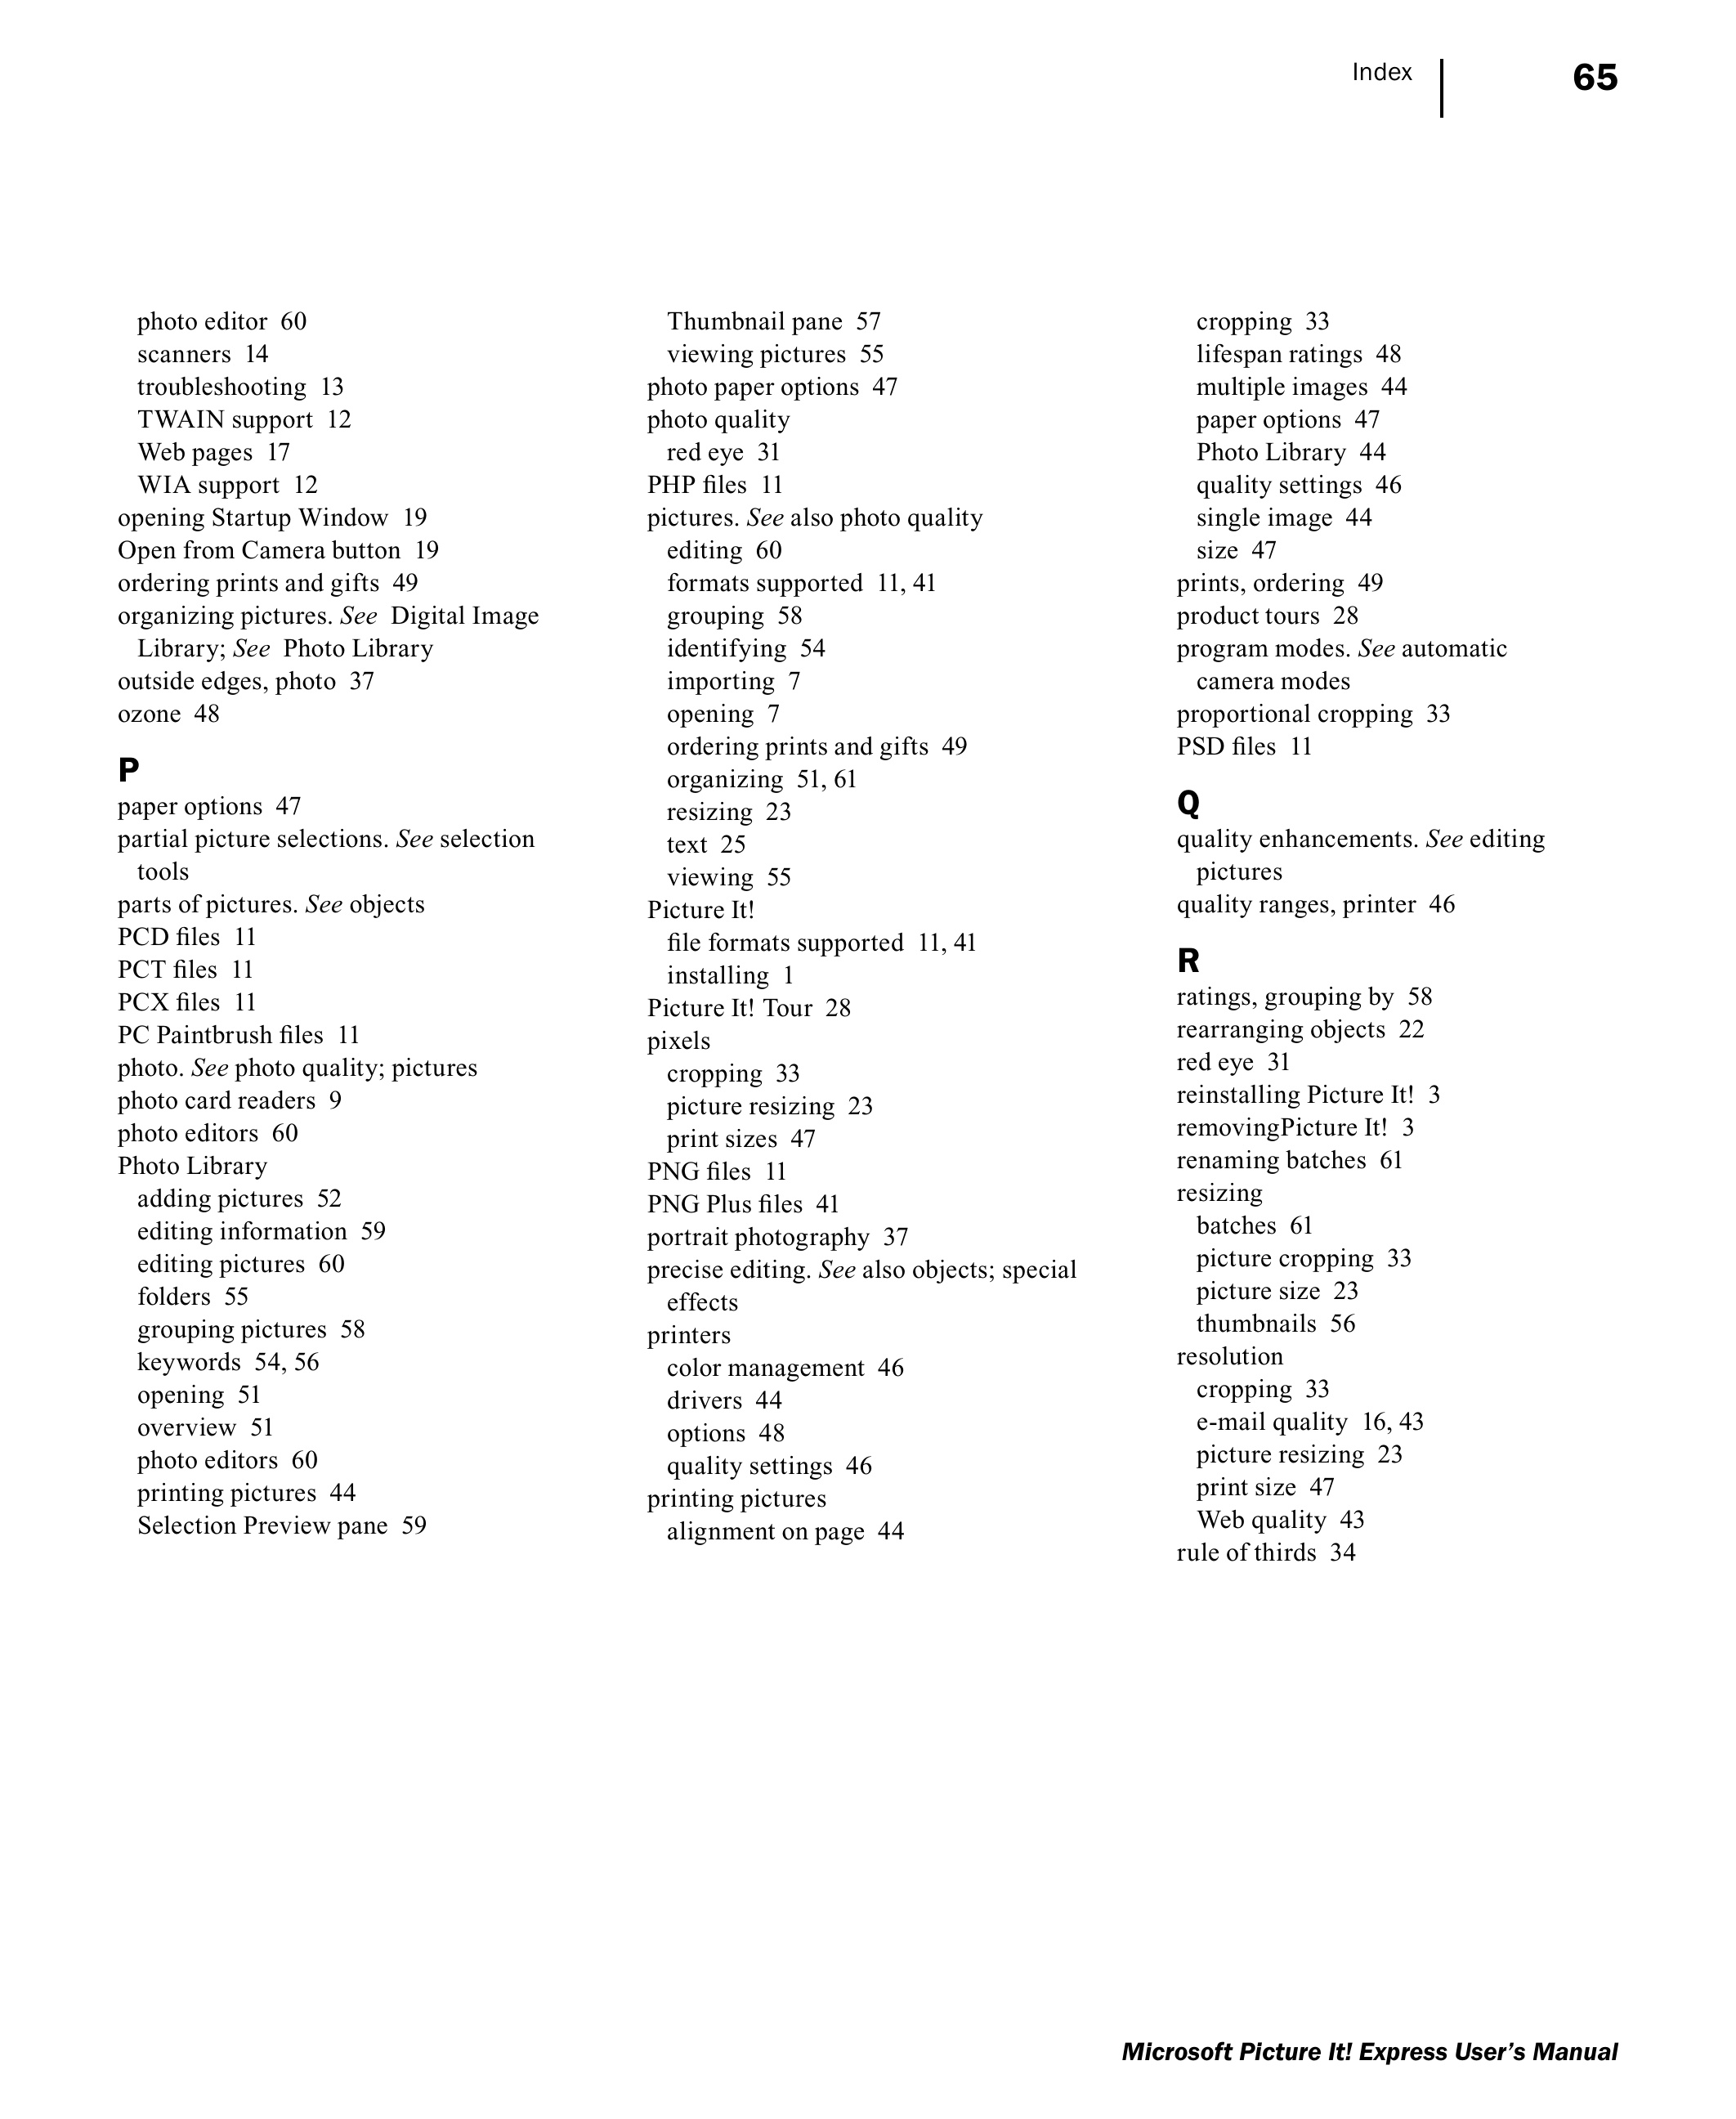 Index
65
photo editor 60
scanners 14
troubleshooting 13
TWAIN support 12
Web pages 17
WIA support 12
opening Startup Window 19
Open from Camera button 19
ordering prints and gifts 49
organizing pictures. See Digital Image
Library; See Photo Library
outside edges, photo 37
ozone 48
P
paper options 47
partial picture selections. See selection
tools
parts of pictures. See objects
PCD files 11
PCT files 11
PCX files 11
PC Paintbrush files 11
photo. See photo quality; pictures
photo card readers 9
photo editors 60
Photo Library
adding pictures 52
editing information 59
editing pictures 60
folders 55
grouping pictures 58
keywords 54, 56
opening 51
overview 51
photo editors 60
printing pictures 44
Selection Preview pane 59
Thumbnail pane 57
viewing pictures 55
photo paper options 47
photo quality
red eye 31
PHP files 11
pictures. See also photo quality
editing 60
formats supported 11, 41
grouping 58
identifying 54
importing 7
opening 7
ordering prints and gifts 49
organizing 51, 61
resizing 23
text 25
viewing 55
Picture It!
file formats supported 11, 41
installing 1
Picture It! Tour 28
pixels
cropping 33
picture resizing 23
print sizes 47
PNG files 11
PNG Plus files 41
portrait photography 37
precise editing. See also objects; special
effects
printers
color management 46
drivers 44
options 48
quality settings 46
printing pictures
alignment on page 44
cropping 33
lifespan ratings 48
multiple images 44
paper options 47
Photo Library 44
quality settings 46
single image 44
size 47
prints, ordering 49
product tours 28
program modes. See automatic
camera modes
proportional cropping 33
PSD files 11
Q
quality enhancements. See editing
pictures
quality ranges, printer 46
R
ratings, grouping by 58
rearranging objects 22
red eye 31
reinstalling Picture It! 3
removingPicture It! 3
renaming batches 61
resizing
batches 61
picture cropping 33
picture size 23
thumbnails 56
resolution
cropping 33
e-mail quality 16, 43
picture resizing 23
print size 47
Web quality 43
rule of thirds 34
Microsoft Picture It! Express User’s Manual